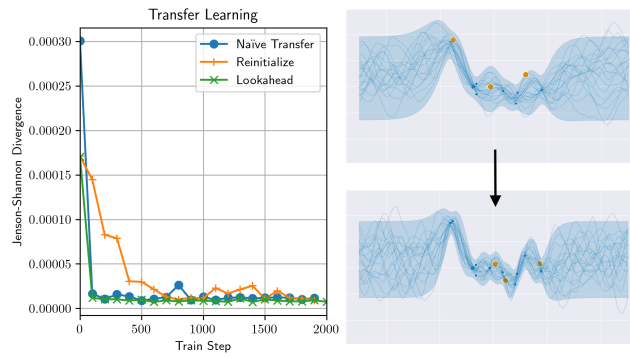 Transfer Learning
Naïve Transfer
Reinitialize
Lookahead
Jenson-Shannon Divergence
0.00030
0.00025
0.00020
0.00015
0.00010
0.00005
0.00000
0 500 1000 1500 2000
Train Step